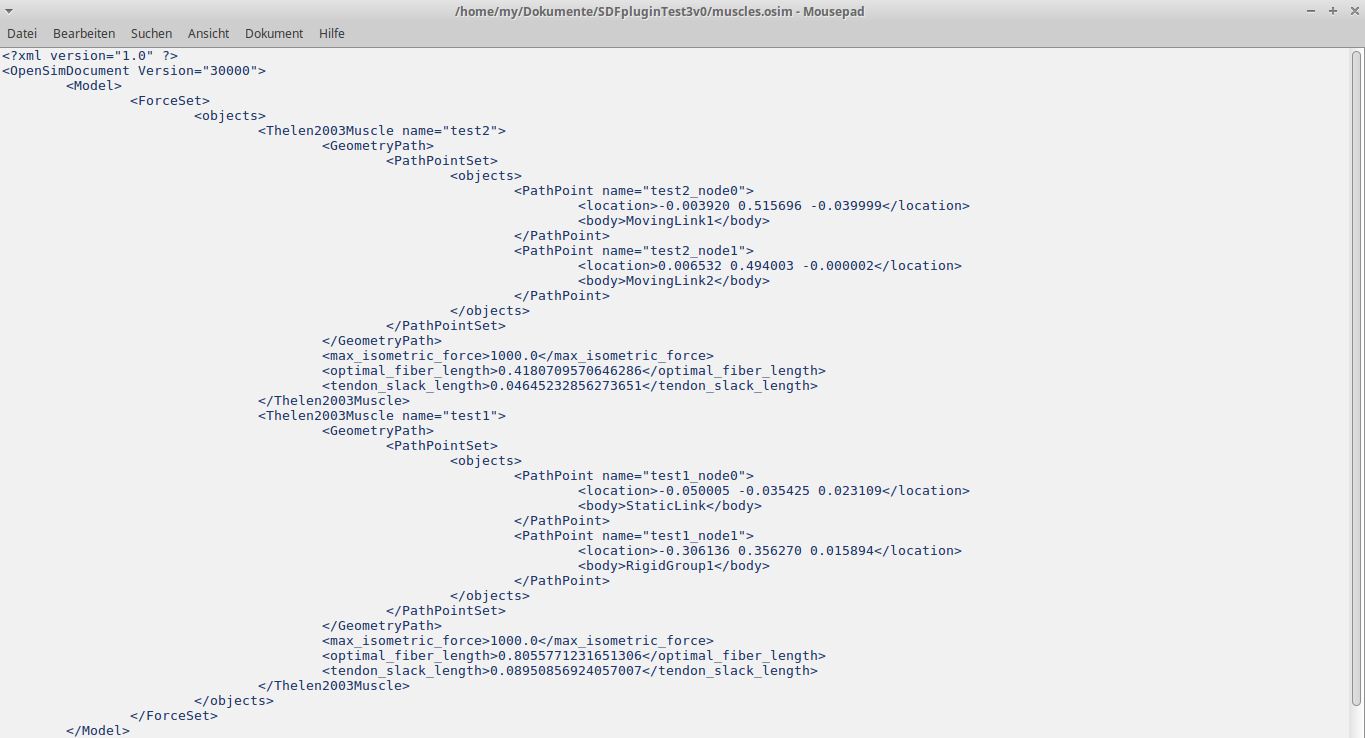 /home/my/Dokumente/SDFpluginTest3v0/muscles.osim - Mousepad
Datei Bearbeiten Suchen Ansicht Dokument Hilfe
<?xml version="1.0" ?>
<OpenSimDocument Version="30000">
<Model>
<ForceSet>
<objects>
<Thelen2003Muscle name="test2">
<GeometryPath>
<PathPointSet>
<objects>
<PathPoint name="test2_node0">
<location>-0.003920 0.515696 -0.039999</location>
<body>MovingLink1</body>
</PathPoint>
<PathPoint name="test2_node1">
<location>0.006532 0.494003 -0.000002</location>
<body>MovingLink2</body>
</PathPoint>
</objects>
</PathPointSet>
</GeometryPath>
<max_isometric_force>1000.0</max_isometric_force>
<optimal_fiber_length>0.4180709570646286</optimal_fiber_length>
<tendon_slack_length>0.04645232856273651</tendon_slack_length>
</Thelen2003Muscle>
<Thelen2003Muscle name="test1">
<GeometryPath>
<PathPointSet>
<objects>
<PathPoint name="test1_node0">
<location>-0.050005 -0.035425 0.023109</location>
<body>StaticLink</body>
</PathPoint>
<PathPoint name="test1_node1">
<location>-0.306136 0.356270 0.015894</location>
<body>RigidGroup1</body>
</PathPoint>
</objects>
</PathPointSet>
</GeometryPath>
<max_isometric_force>1000.0</max_isometric_force>
<optimal_fiber_length>0.8055771231651306</optimal_fiber_length>
<tendon_slack_length>0.08950856924057007</tendon_slack_length>
</Thelen2003Muscle>
</objects>
</ForceSet>
</Model>